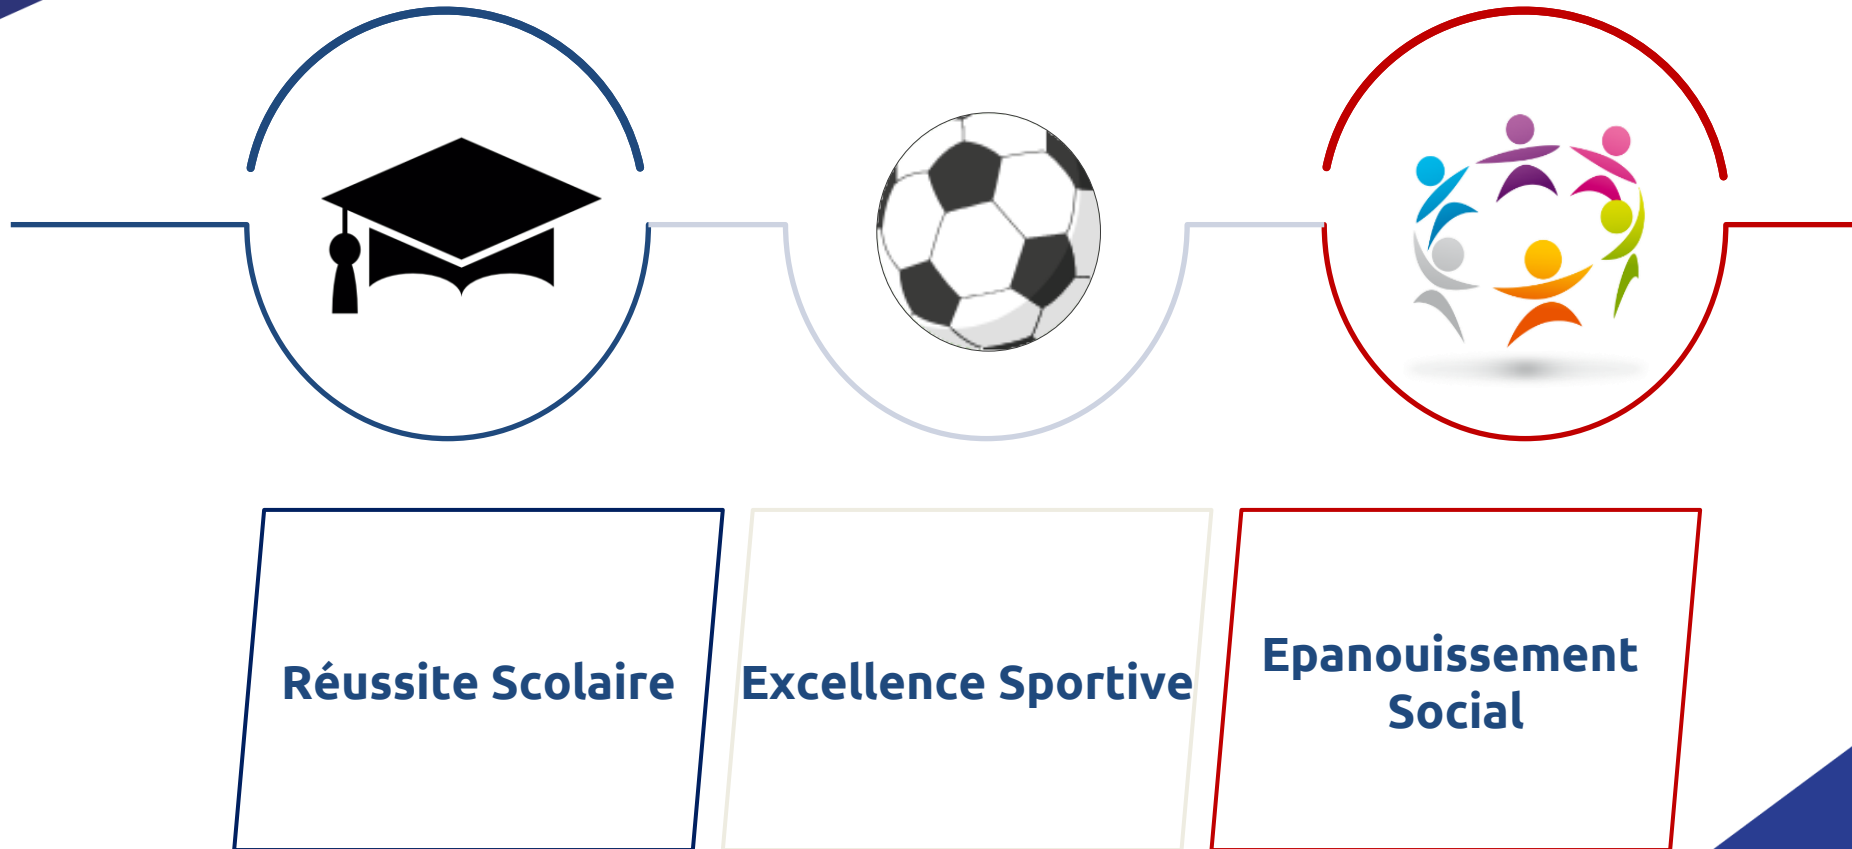 Réussite Scolaire
Excellence Sportive
Epanouissement
Social